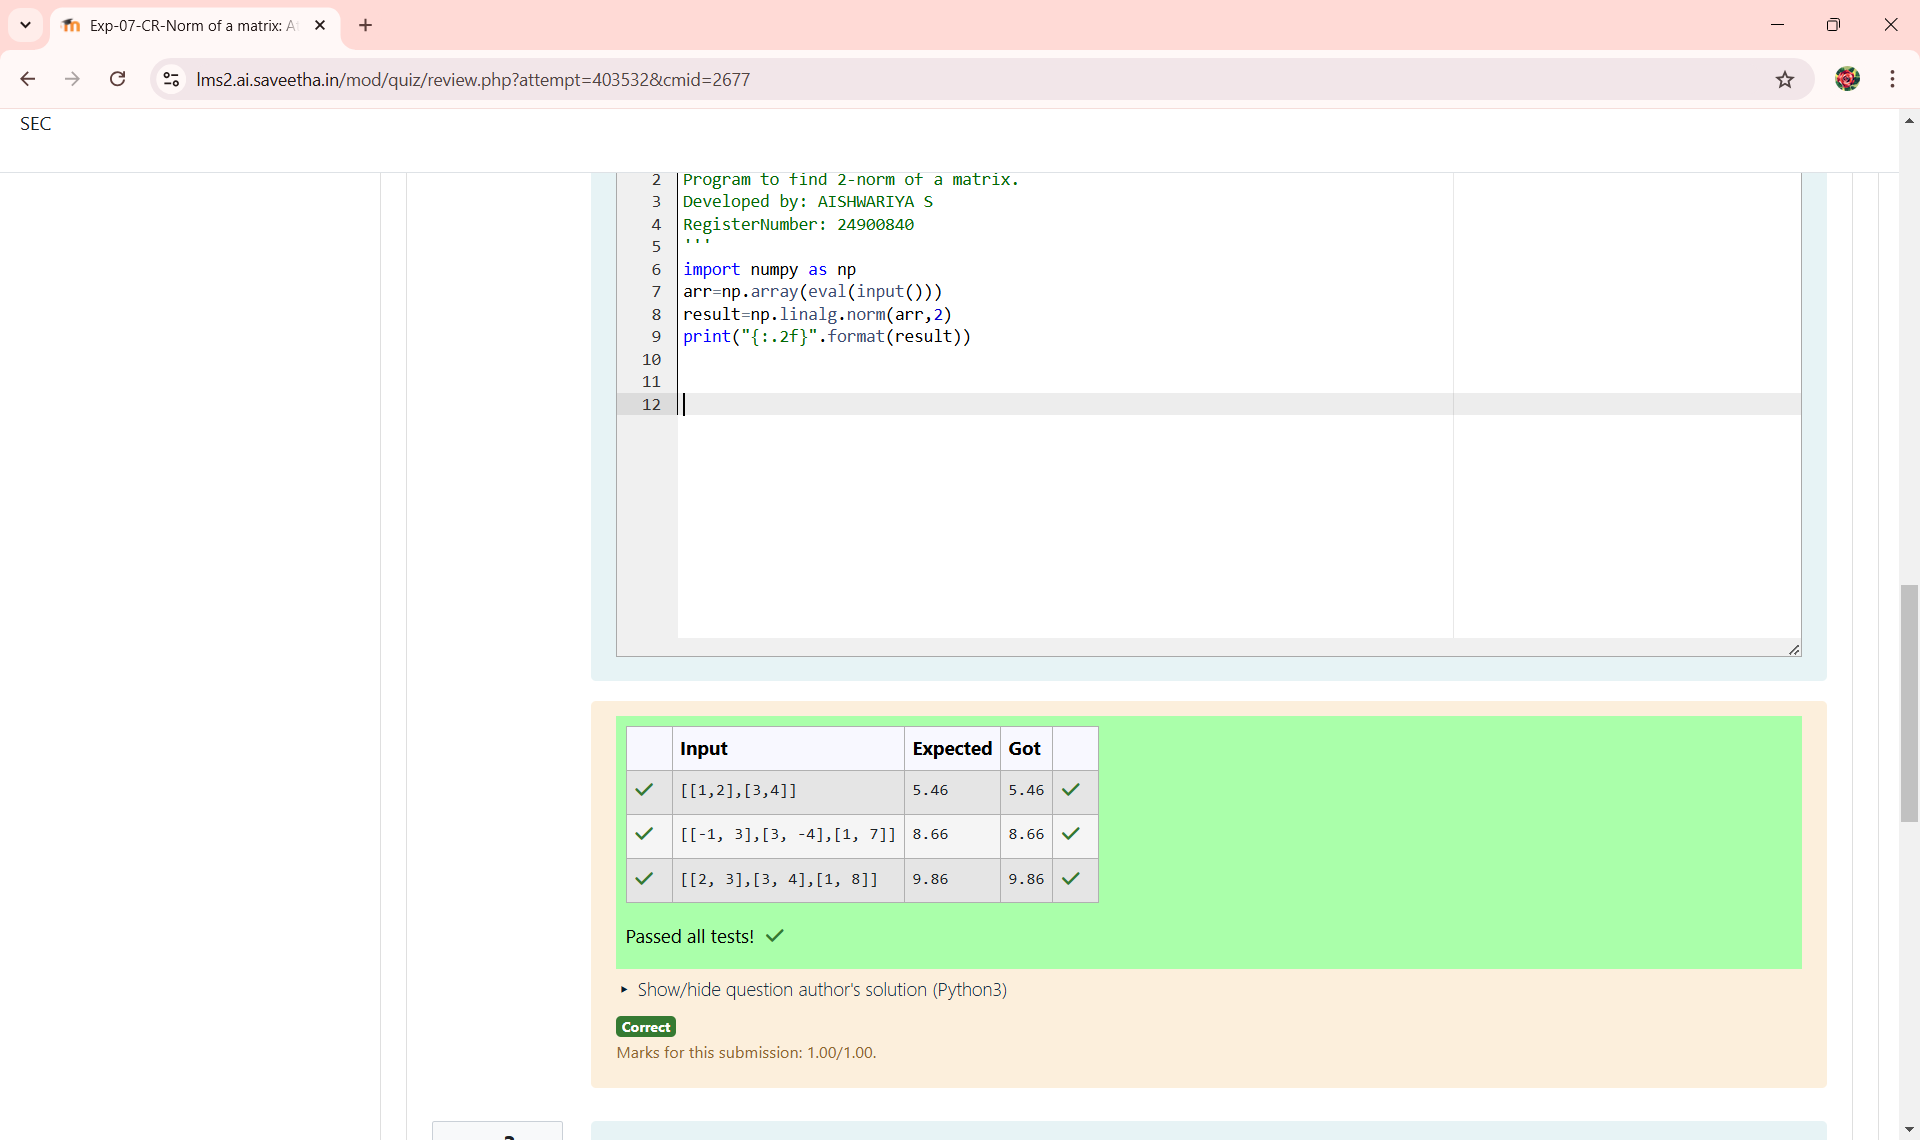 Exp-07-CR-Norm of a matrix: At
lms2.ai.saveetha.in/mod/quiz/review.php?attempt=403532&cmid=2677
SEC
2 Program to find 2-norm of a matrix.
3 Developed by: AISHWARIYA S
4 RegisterNumber: 24900840
5 '''
6 import numpy as np
7 arr=np.array(eval(input()))
8 result=np.linalg.norm(arr,2)
9 print("{:.2f}".format(result))
10
11
12
Input Expected Got
[[1,2],[3,4]] 5.46 5.46
[[-1, 3],[3, -4],[1, 7]] 8.66 8.66
[[2, 3],[3, 4],[1, 8]] 9.86 9.86
Passed all tests!
Show/hide question author's solution (Python3)
Correct
Marks for this submission: 1.00/1.00.